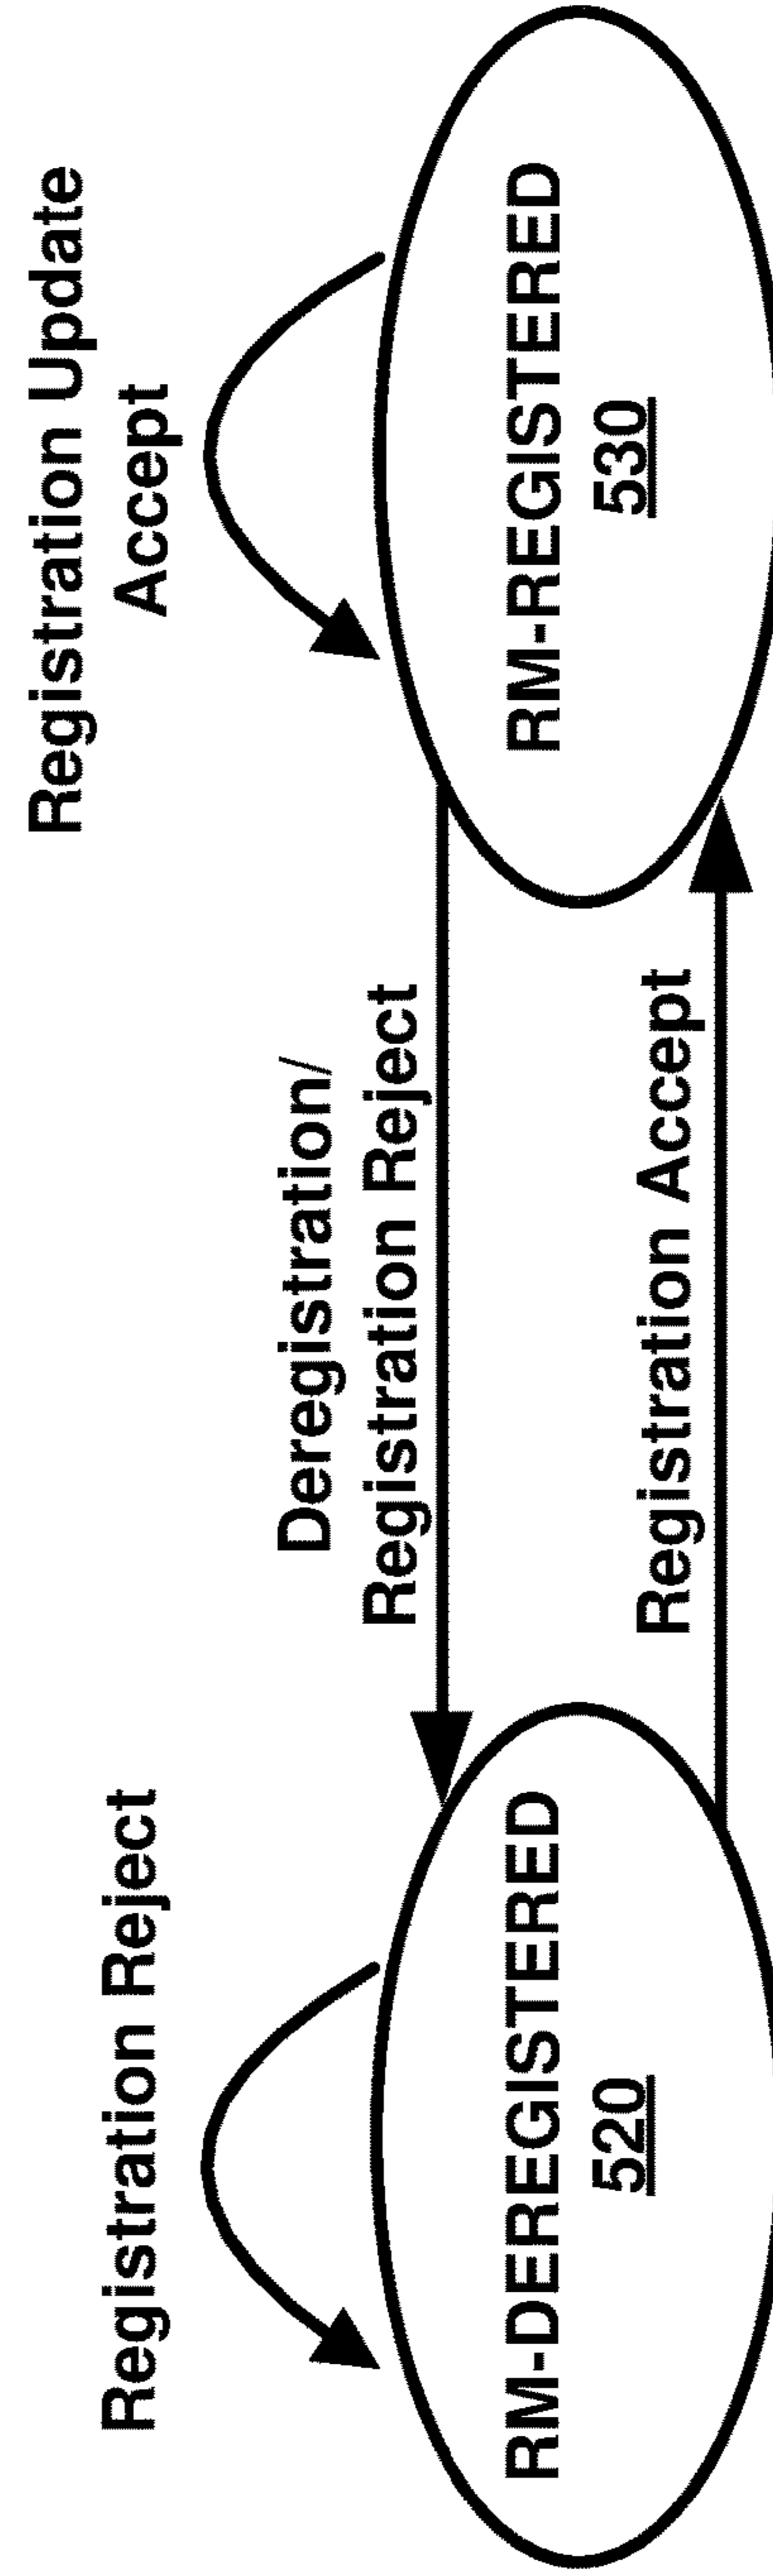 Registration Reject
Registration Update
Accept
Deregistration/
Registration Reject
RM-DEREGISTERED
520
RM-REGISTERED
530
Registration Accept